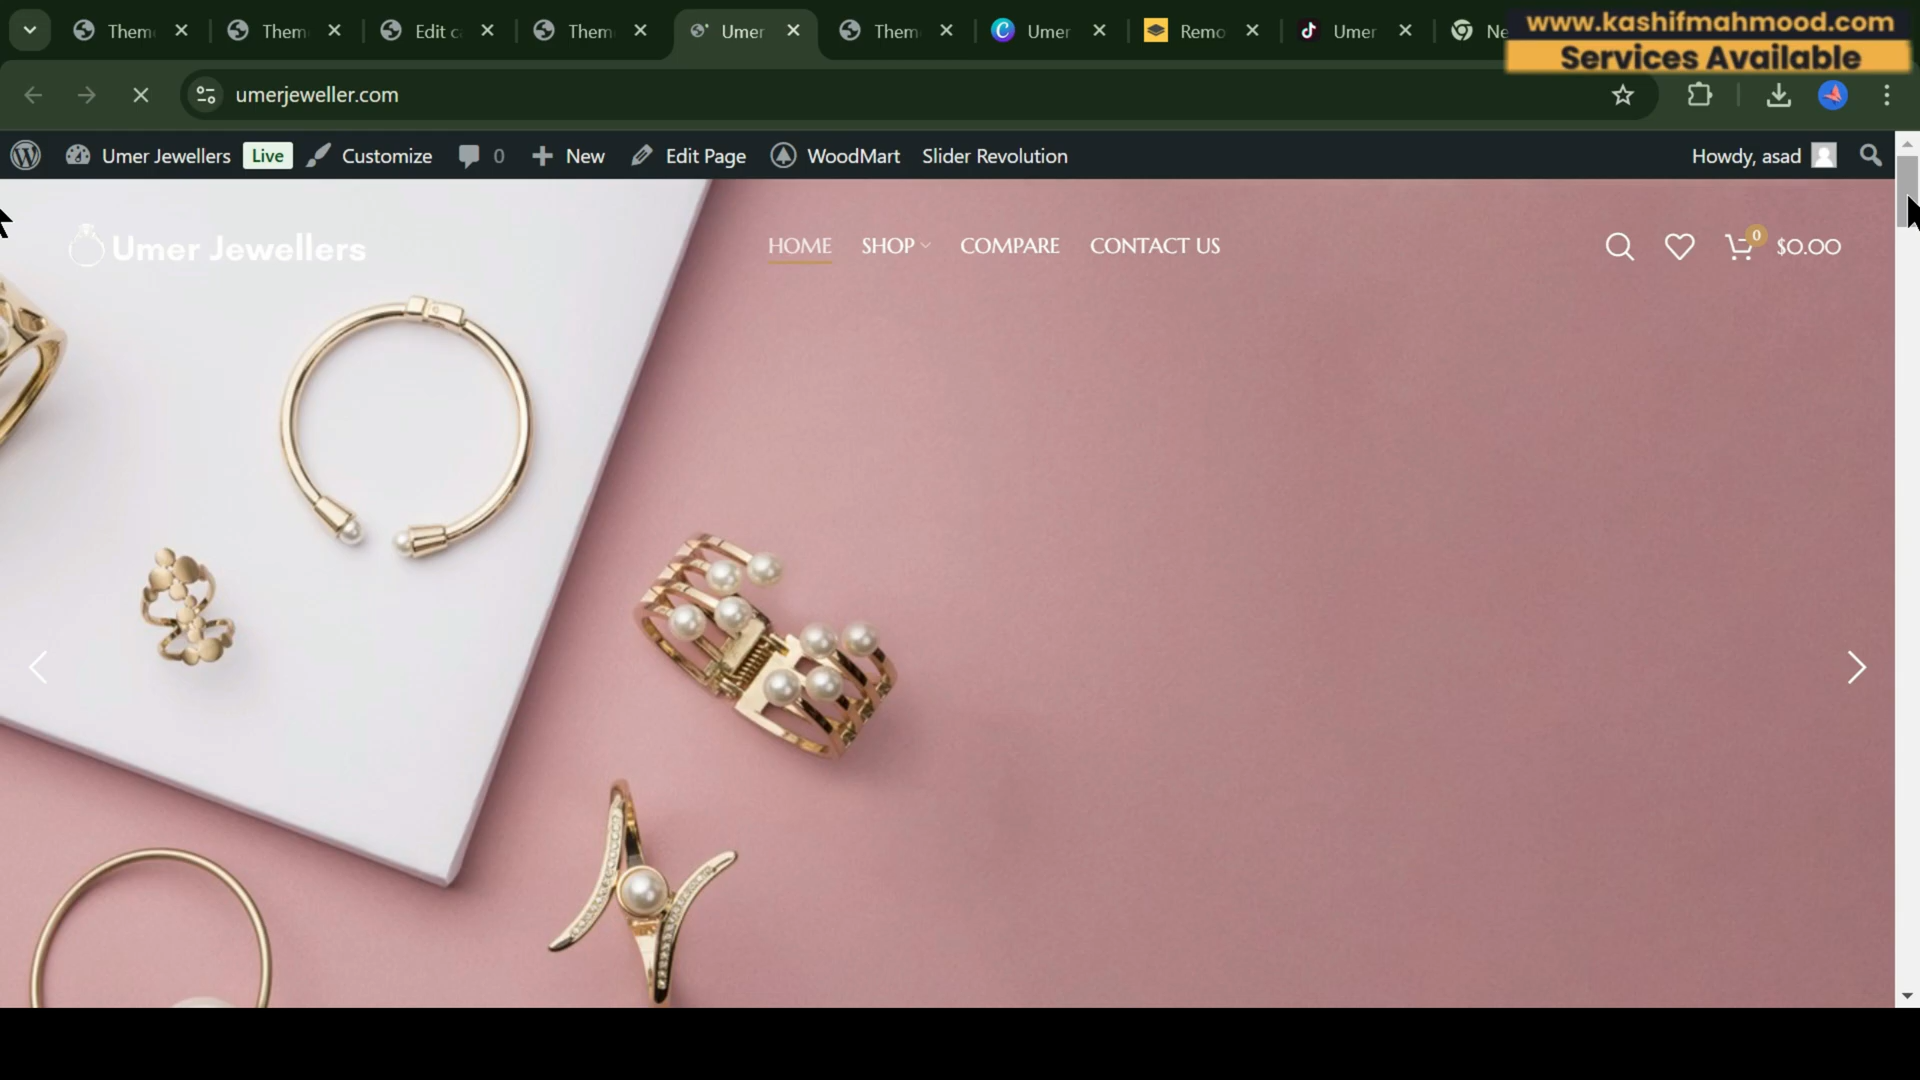 Them
Them
Edit c
Them
Umer
Them
Umer
Remo
Umer
Ne
www.kashifmahmood.com
Services Available
umerjeweller.com
Umer Jewellers
Live
Customize
0
New
Edit Page
WoodMart
Slider Revolution
Howdy, asad
Umer Jewellers
HOME
SHOP
COMPARE
CONTACT US
0
$0.00